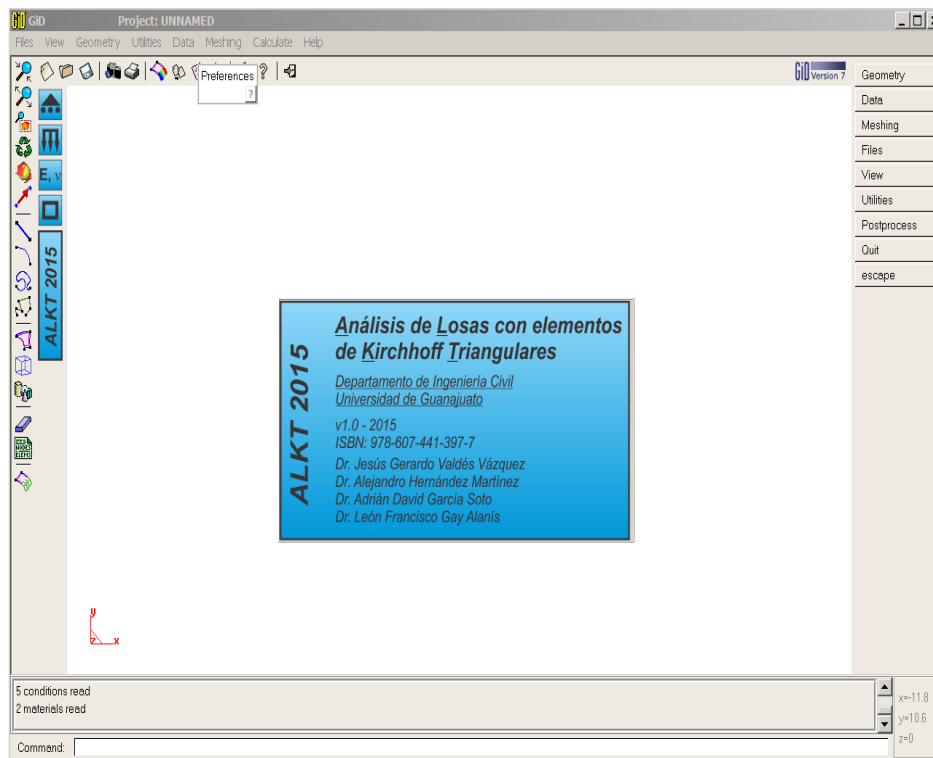 GiD Project: UNNAMED
Files View Geometry Utilities Data Meshing Calculate Help
Preferences
?
?
GiD Version 7
Geometry
Data
Meshing
Files
View
Utilities
Postprocess
Quit
escape
E, ν
ALKT 2015
ALKT 2015
Análisis de Losas con elementos
de Kirchhoff Triangulares
Departamento de Ingeniería Civil
Universidad de Guanajuato
v1.0 - 2015
ISBN: 978-607-441-397-7
Dr. Jesús Gerardo Valdés Vázquez
Dr. Alejandro Hernández Martínez
Dr. Adrián David García Soto
Dr. León Francisco Gay Alanís
y
z x
5 conditions read
2 materials read
x=-11.8
y=10.6
z=0
Command: